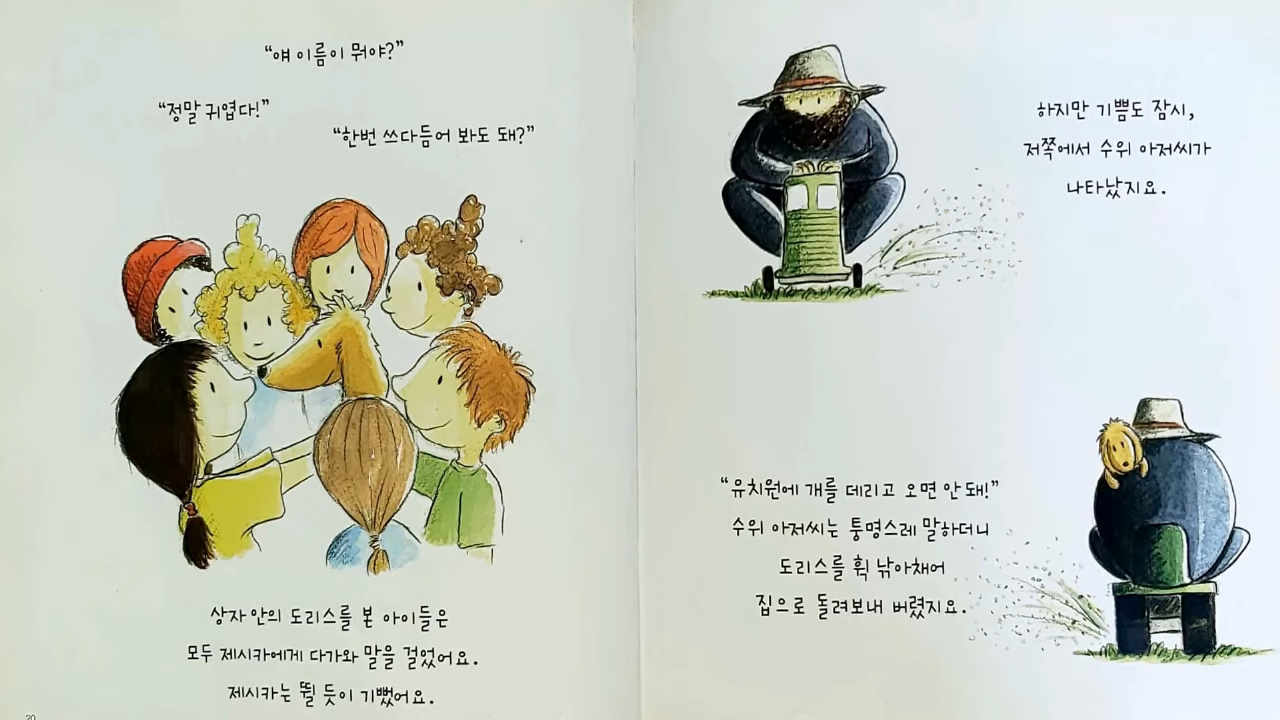 “얘 이름이 뭐야?”
“정말 귀엽다!”
“한번 쓰다듬어 봐도 돼?”
상자 안의 도리스를 본 아이들은
모두 제시카에게 다가와 말을 걸었어요.
제시카는 뛸 듯이 기뻤어요.
20
하지만 기쁨도 잠시,
저쪽에서 수위 아저씨가
나타났지요.
“유치원에 개를 데리고 오면 안 돼!”
수위 아저씨는 퉁명스레 말하더니
도리스를 휙 낚아채어
집으로 돌려보내 버렸지요.